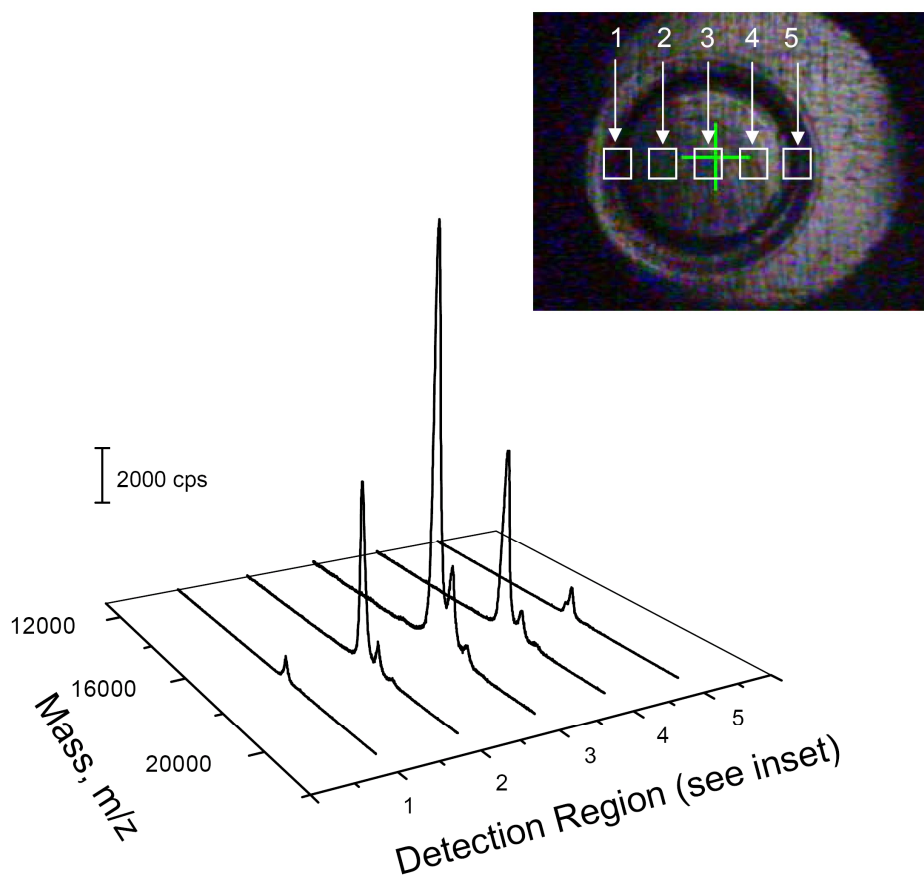 1 2 3 4 5
2000 cps
12000
16000
20000
Mass, m/z
1 2 3 4 5
Detection Region (see inset)